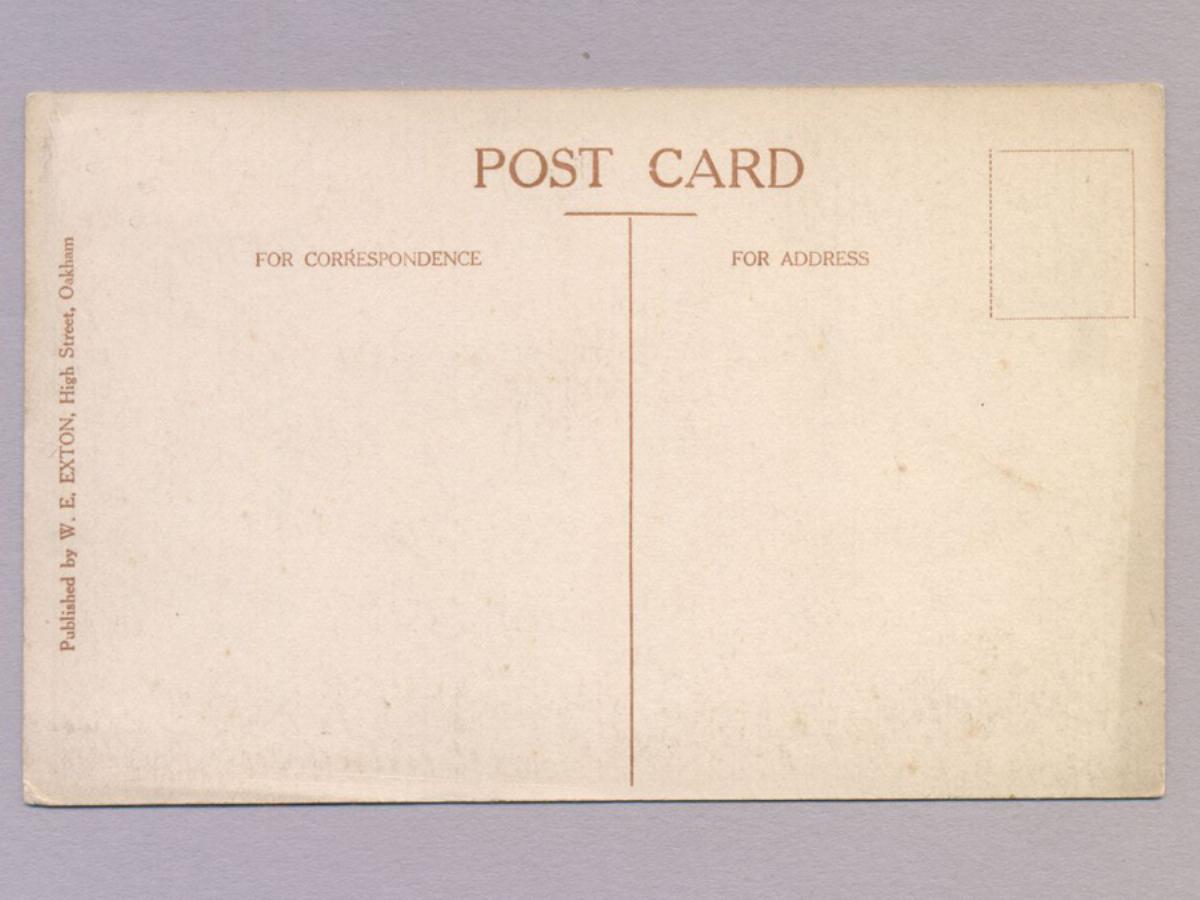 POST CARD
FOR CORRESPONDENCE
FOR ADDRESS
Published by W. E. EXTON, High Street, Oakham